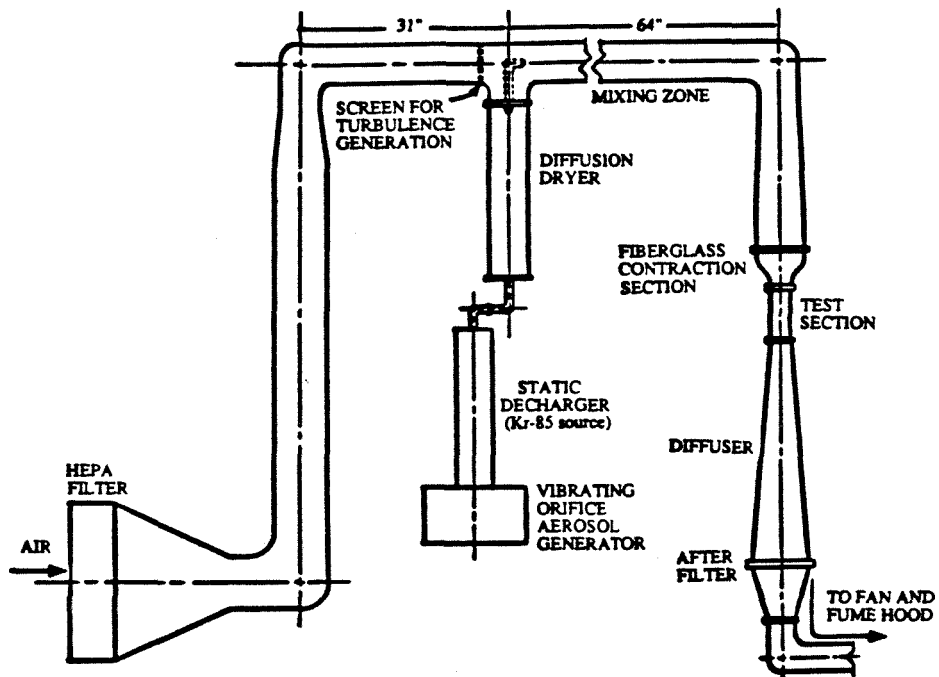 31"
64"
SCREEN FOR
TURBULENCE
GENERATION
MIXING ZONE
DIFFUSION
DRYER
FIBERGLASS
CONTRACTION
SECTION
TEST
SECTION
STATIC
DECHARGER
(Kr-85 source)
DIFFUSER
HEPA
FILTER
VIBRATING
ORIFICE
AEROSOL
GENERATOR
AIR
AFTER
FILTER
TO FAN AND
FUME HOOD